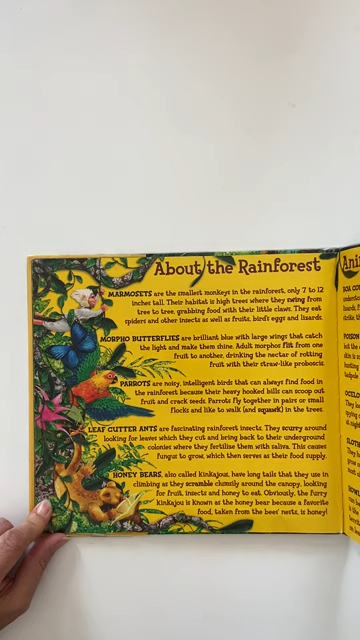 About the Rainforest
MARMOSETS are the smallest monkeys in the rainforest, only 7 to 12
inches tall. Their habitat is high trees where they swing from
tree to tree, grabbing food with their little claws. They eat
spiders and other insects as well as fruits, bird's eggs and lizards.
MORPHO BUTTERFLIES are brilliant blue with large wings that catch
the light and make them shine. Adult morphos flit from one
fruit to another, drinking the nectar of rotting
fruit with their straw-like proboscis.
PARROTS are noisy, intelligent birds that can always find food in
the rainforest because their heavy hooked bills can scoop out
fruit and crack seeds. Parrots fly together in pairs or small
flocks and like to walk (and squawk) in the trees.
LEAF CUTTER ANTS are fascinating rainforest insects. They scurry around
looking for leaves which they cut and bring back to their underground
colonies where they fertilise them with saliva. This causes
fungus to grow, which then serves as their food supply.
HONEY BEARS, also called Kinkajous, have long tails that they use in
climbing as they scramble clumsily around the canopy, looking
for fruit, insects and honey to eat. Obviously, the furry
Kinkajou is known as the honey bear because a favorite
food, taken from the bees' nests, is honey!
BOA
POISON
OCELO
SLOTH